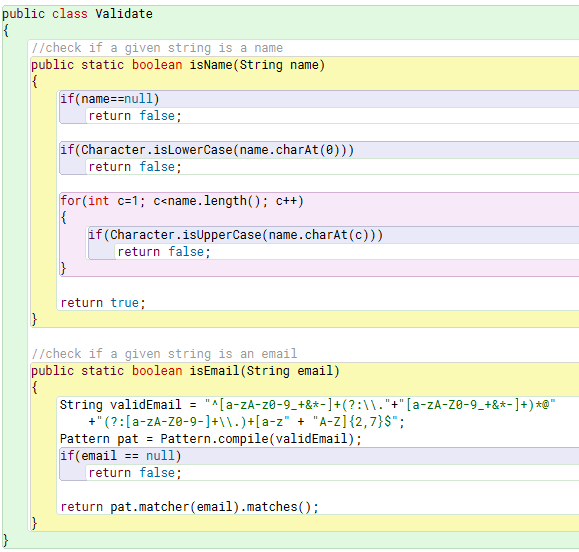 public class Validate
{
//check if a given string is a name
public static boolean isName(String name)
{
if(name==null)
return false;
if(Character.isLowerCase(name.charAt(0)))
return false;
for(int c=1; c<name.length(); c++)
{
if(Character.isUpperCase(name.charAt(c)))
return false;
}
return true;
}
//check if a given string is an email
public static boolean isEmail(String email)
{
String validEmail = "^[a-zA-z0-9_+&*-]+(?:\\."+"[a-zA-Z0-9_+&*-]+)*@"
+"(?:[a-zA-Z0-9-]+\\.)+[a-z" + "A-Z]{2,7}$";
Pattern pat = Pattern.compile(validEmail);
if(email == null)
return false;
return pat.matcher(email).matches();
}
}